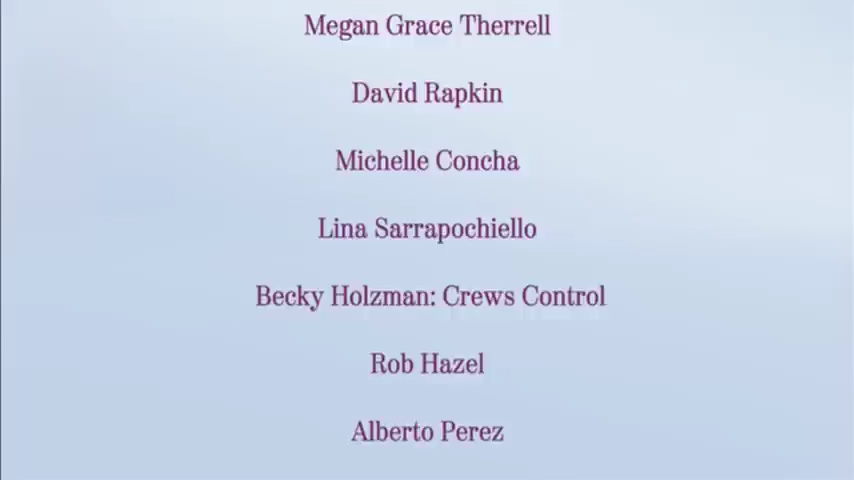 Megan Grace Therrell
David Rapkin
Michelle Concha
Lina Sarrapochiello
Becky Holzman: Crews Control
Rob Hazel
Alberto Perez